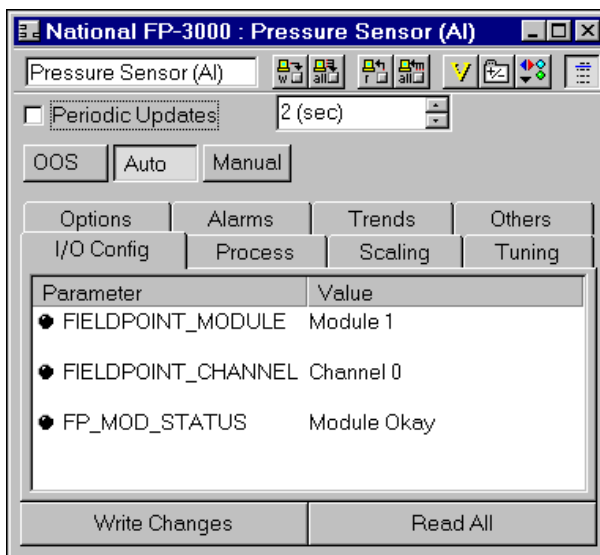 National FP-3000 : Pressure Sensor (AI)
Pressure Sensor (AI)
w all r all
Periodic Updates 2 (sec)
OOS Auto Manual
Options Alarms Trends Others
I/O Config Process Scaling Tuning
Parameter Value
FIELDPOINT_MODULE Module 1
FIELDPOINT_CHANNEL Channel 0
FP_MOD_STATUS Module Okay
Write Changes Read All